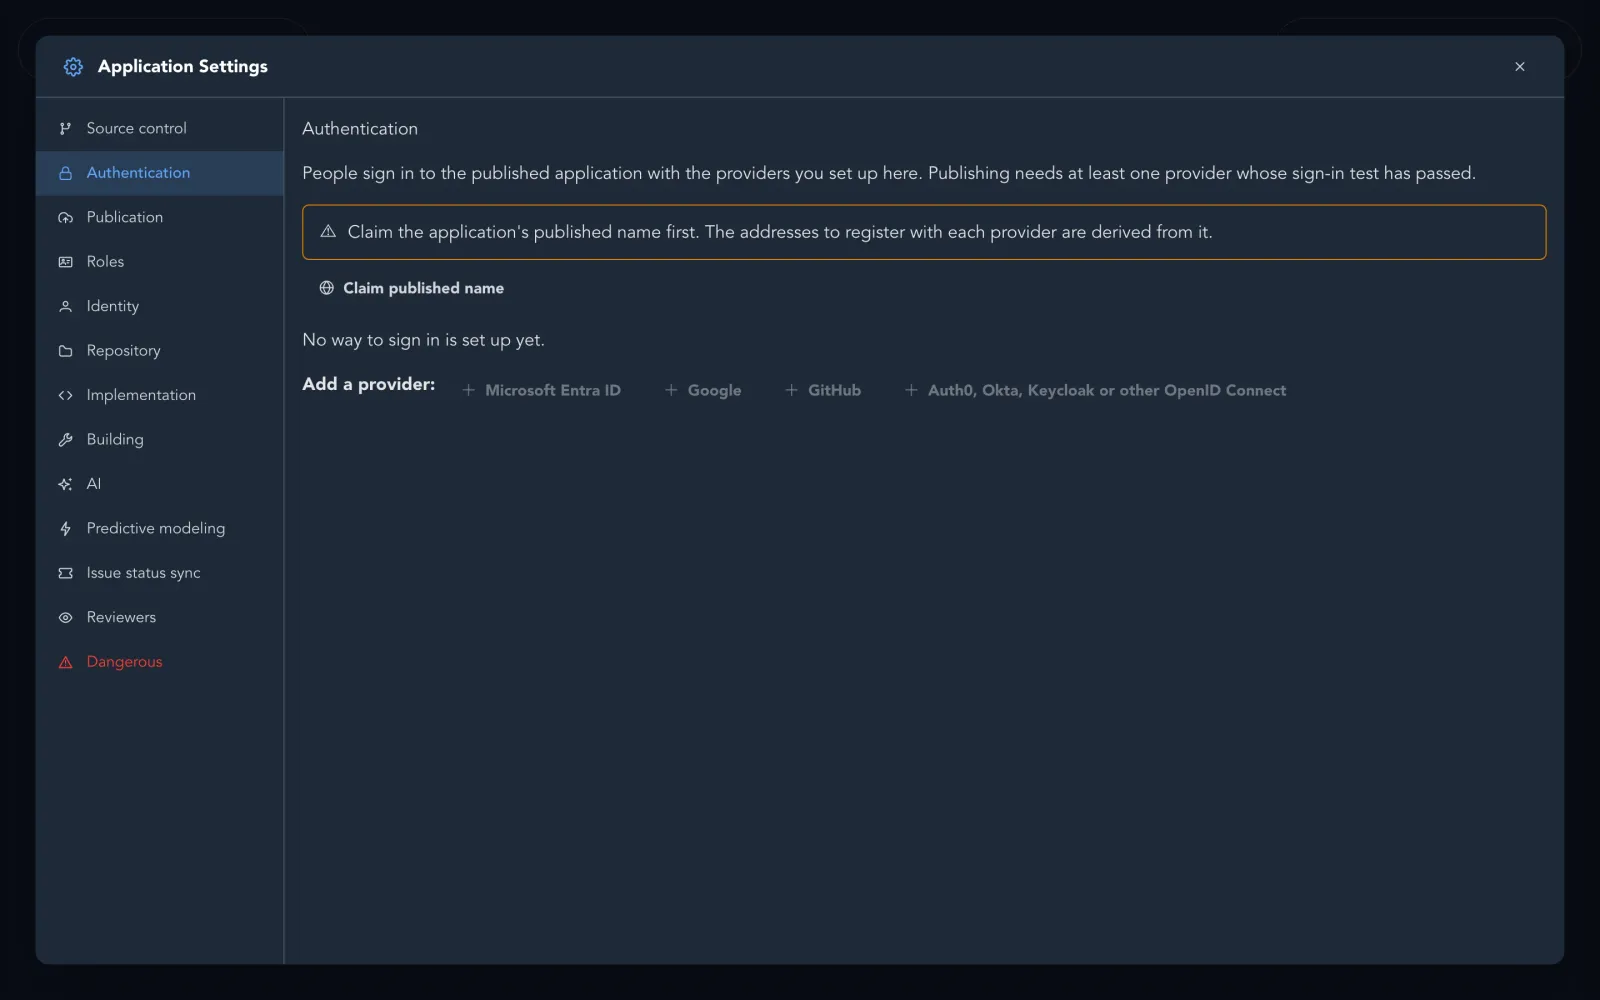 Application Settings
Source control
Authentication
Publication
Roles
Identity
Repository
Implementation
Building
AI
Predictive modeling
Issue status sync
Reviewers
Dangerous
Authentication
People sign in to the published application with the providers you set up here. Publishing needs at least one provider whose sign-in test has passed.
Claim the application's published name first. The addresses to register with each provider are derived from it.
Claim published name
No way to sign in is set up yet.
Add a provider: + Microsoft Entra ID + Google + GitHub + Auth0, Okta, Keycloak or other OpenID Connect